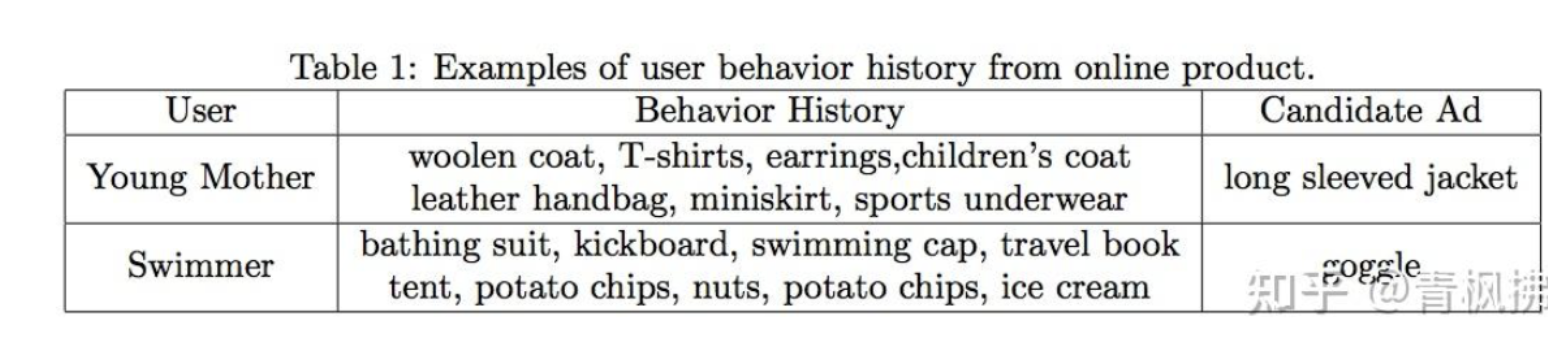 Table 1: Examples of user behavior history from online product.
User Behavior History Candidate Ad
woolen coat, T-shirts, earrings,children's coat
Young Mother long sleeved jacket
leather handbag, miniskirt, sports underwear
bathing suit, kickboard, swimming cap, travel book
Swimmer goggle
tent, potato chips, nuts, potato chips, ice cream
知乎 @青枫拂